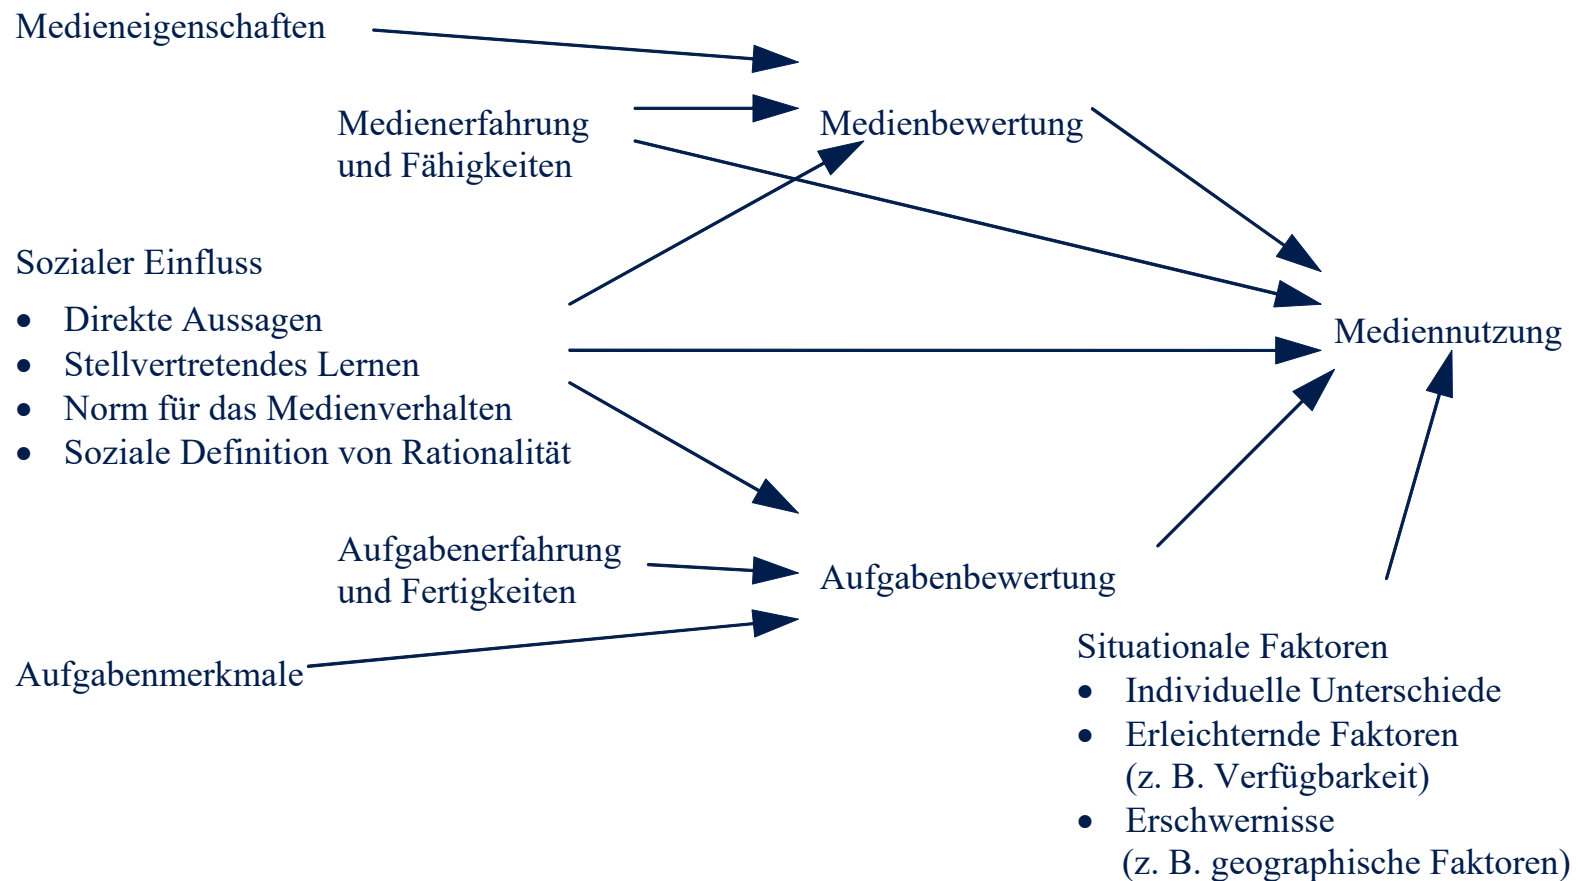 Medieneigenschaften
Medienerfahrung
und Fähigkeiten
Medienbewertung
Sozialer Einfluss
• Direkte Aussagen
• Stellvertretendes Lernen
• Norm für das Medienverhalten
• Soziale Definition von Rationalität
Mediennutzung
Aufgabenerfahrung
und Fertigkeiten
Aufgabenbewertung
Aufgabenmerkmale
Situationale Faktoren
• Individuelle Unterschiede
• Erleichternde Faktoren
(z. B. Verfügbarkeit)
• Erschwernisse
(z. B. geographische Faktoren)